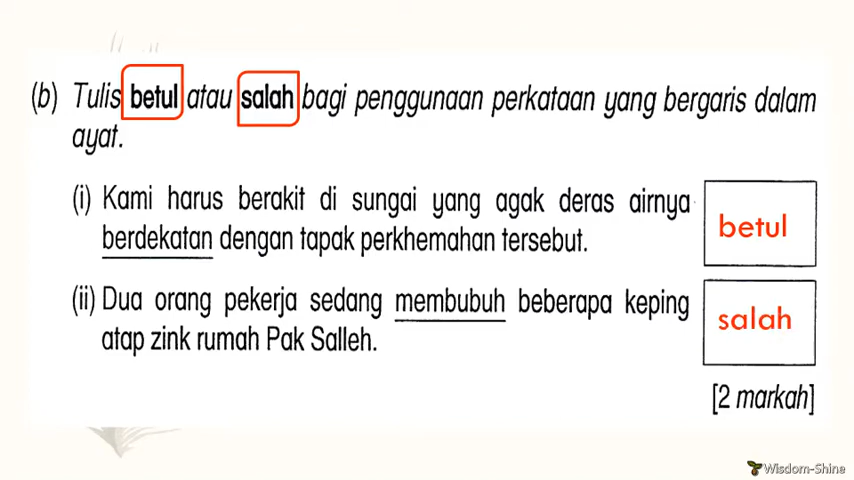 (b) Tulis betul atau salah bagi penggunaan perkataan yang bergaris dalam
ayat.
(i) Kami harus berakit di sungai yang agak deras airnya
berdekatan dengan tapak perkhemahan tersebut.
betul
(ii) Dua orang pekerja sedang membubuh beberapa keping
atap zink rumah Pak Salleh.
salah
[2 markah]
Wisdom-Shine